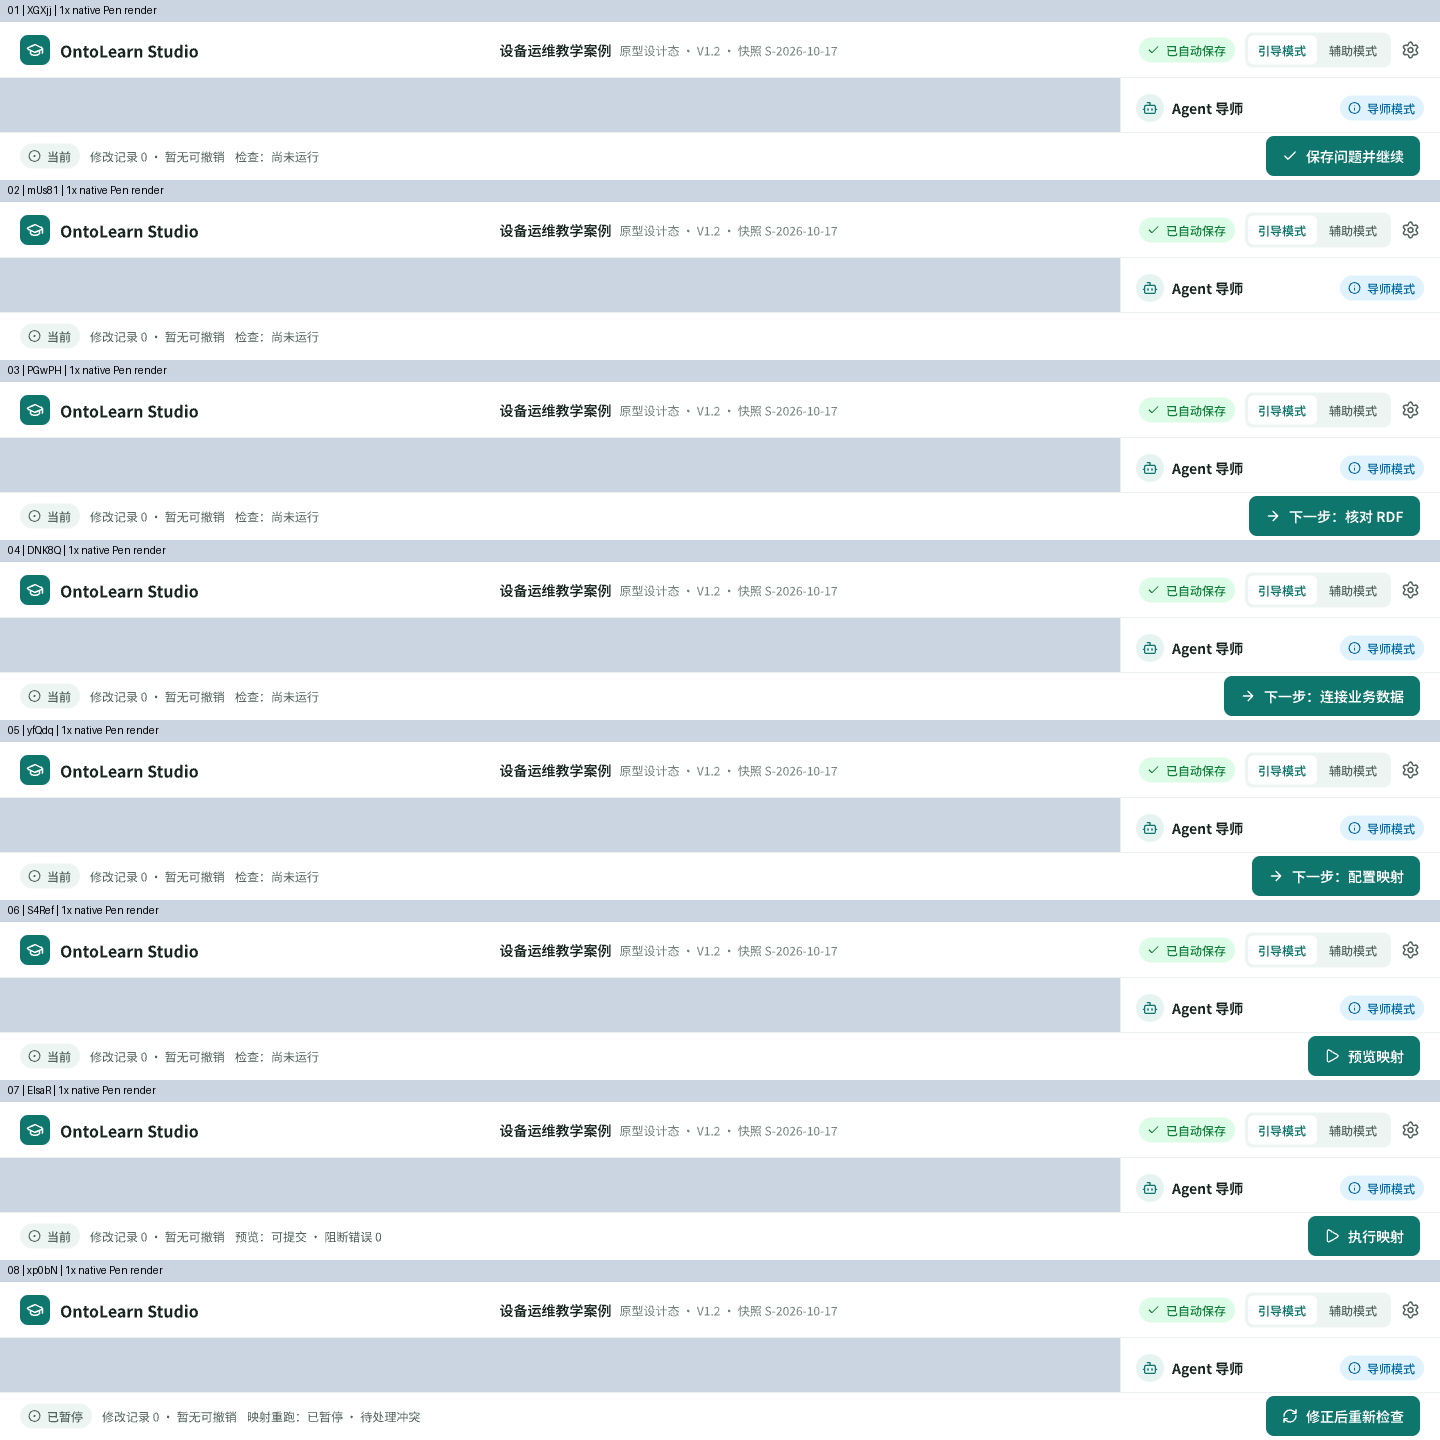 01 | XGXjj | 1x native Pen render
OntoLearn Studio 设备运维教学案例 原型设计态 · V1.2 · 快照 S-2026-10-17 已自动保存 引导模式 辅助模式
Agent 导师 导师模式
当前 修改记录 0 · 暂无可撤销 检查：尚未运行 保存问题并继续
02 | mUs81 | 1x native Pen render
OntoLearn Studio 设备运维教学案例 原型设计态 · V1.2 · 快照 S-2026-10-17 已自动保存 引导模式 辅助模式
Agent 导师 导师模式
当前 修改记录 0 · 暂无可撤销 检查：尚未运行
03 | PGwPH | 1x native Pen render
OntoLearn Studio 设备运维教学案例 原型设计态 · V1.2 · 快照 S-2026-10-17 已自动保存 引导模式 辅助模式
Agent 导师 导师模式
当前 修改记录 0 · 暂无可撤销 检查：尚未运行 下一步：核对 RDF
04 | DNK8Q | 1x native Pen render
OntoLearn Studio 设备运维教学案例 原型设计态 · V1.2 · 快照 S-2026-10-17 已自动保存 引导模式 辅助模式
Agent 导师 导师模式
当前 修改记录 0 · 暂无可撤销 检查：尚未运行 下一步：连接业务数据
05 | yfQdq | 1x native Pen render
OntoLearn Studio 设备运维教学案例 原型设计态 · V1.2 · 快照 S-2026-10-17 已自动保存 引导模式 辅助模式
Agent 导师 导师模式
当前 修改记录 0 · 暂无可撤销 检查：尚未运行 下一步：配置映射
06 | S4Ref | 1x native Pen render
OntoLearn Studio 设备运维教学案例 原型设计态 · V1.2 · 快照 S-2026-10-17 已自动保存 引导模式 辅助模式
Agent 导师 导师模式
当前 修改记录 0 · 暂无可撤销 检查：尚未运行 预览映射
07 | ElsaR | 1x native Pen render
OntoLearn Studio 设备运维教学案例 原型设计态 · V1.2 · 快照 S-2026-10-17 已自动保存 引导模式 辅助模式
Agent 导师 导师模式
当前 修改记录 0 · 暂无可撤销 预览：可提交 · 阻断错误 0 执行映射
08 | xp0bN | 1x native Pen render
OntoLearn Studio 设备运维教学案例 原型设计态 · V1.2 · 快照 S-2026-10-17 已自动保存 引导模式 辅助模式
Agent 导师 导师模式
已暂停 修改记录 0 · 暂无可撤销 映射重跑：已暂停 · 待处理冲突 修正后重新检查